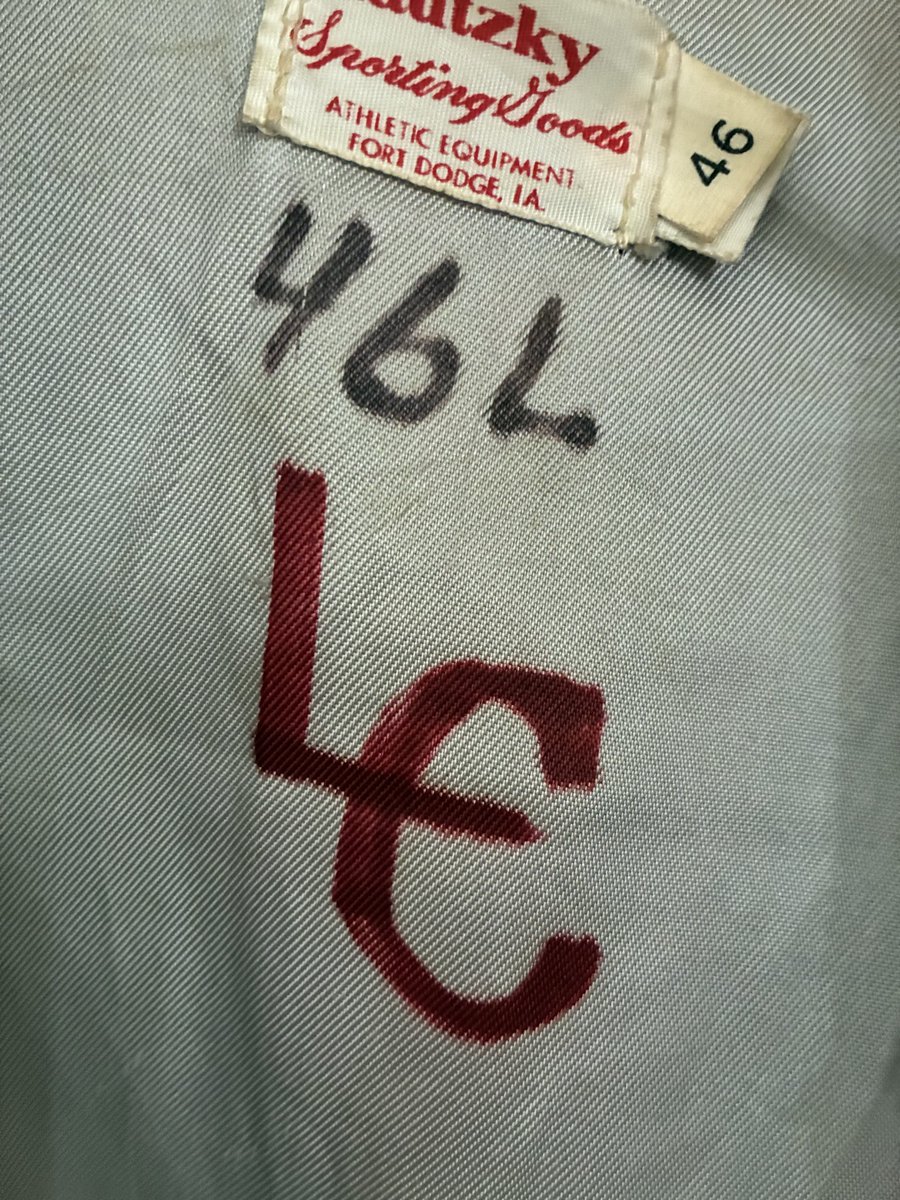 Sporting Goods
ATHLETIC EQUIPMENT
FORT DODGE, IA.
46
46L
LC